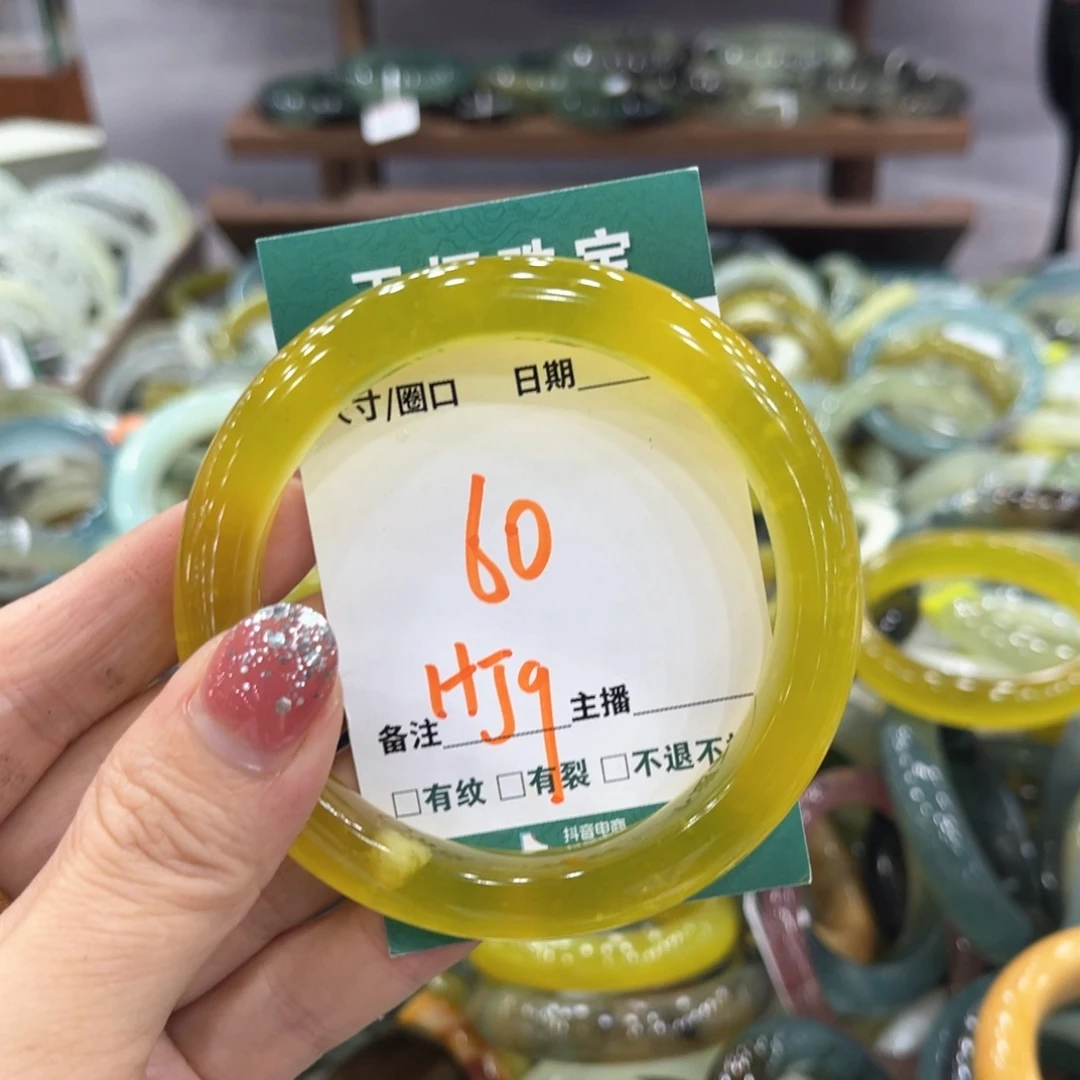 寸/圈口 日期
60
HJ9
备注 主播
□有纹 □有裂 □不退不
抖音电商